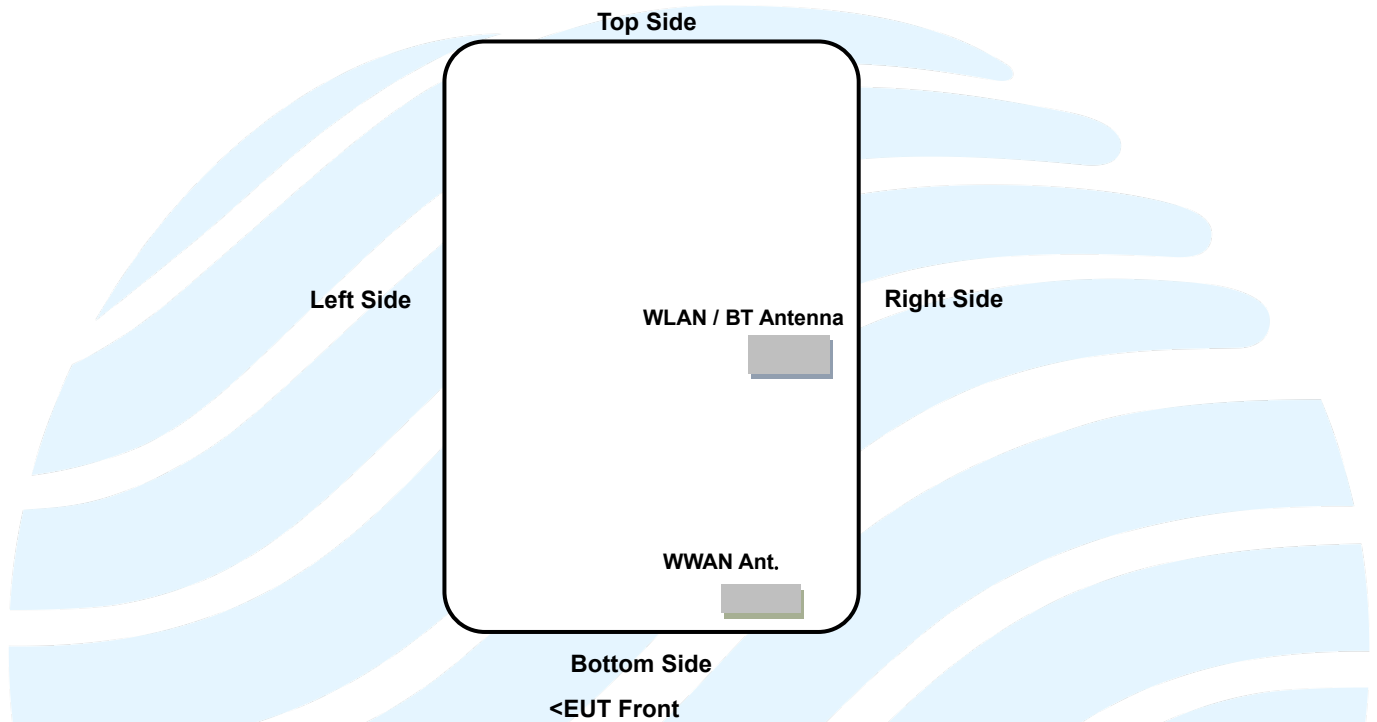 Top Side
Left Side
Right Side
WLAN / BT Antenna
WWAN Ant.
Bottom Side
<EUT Front